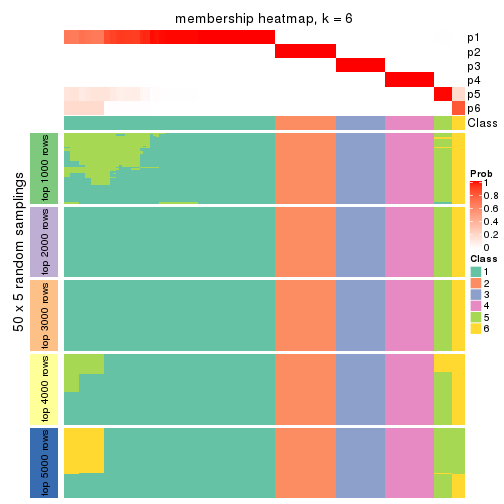 membership heatmap, k = 6
p1
p2
p3
p4
p5
p6
Class
50 x 5 random samplings
top 1000 rows
top 2000 rows
top 3000 rows
top 4000 rows
top 5000 rows
Prob
1
0.8
0.6
0.4
0.2
0
Class
1
2
3
4
5
6